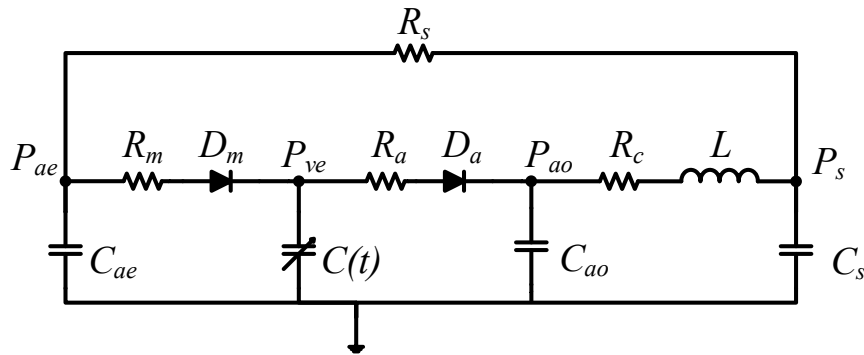 R_s
P_ae R_m D_m P_ve R_a D_a P_ao R_c L P_s
C_ae C(t) C_ao C_s